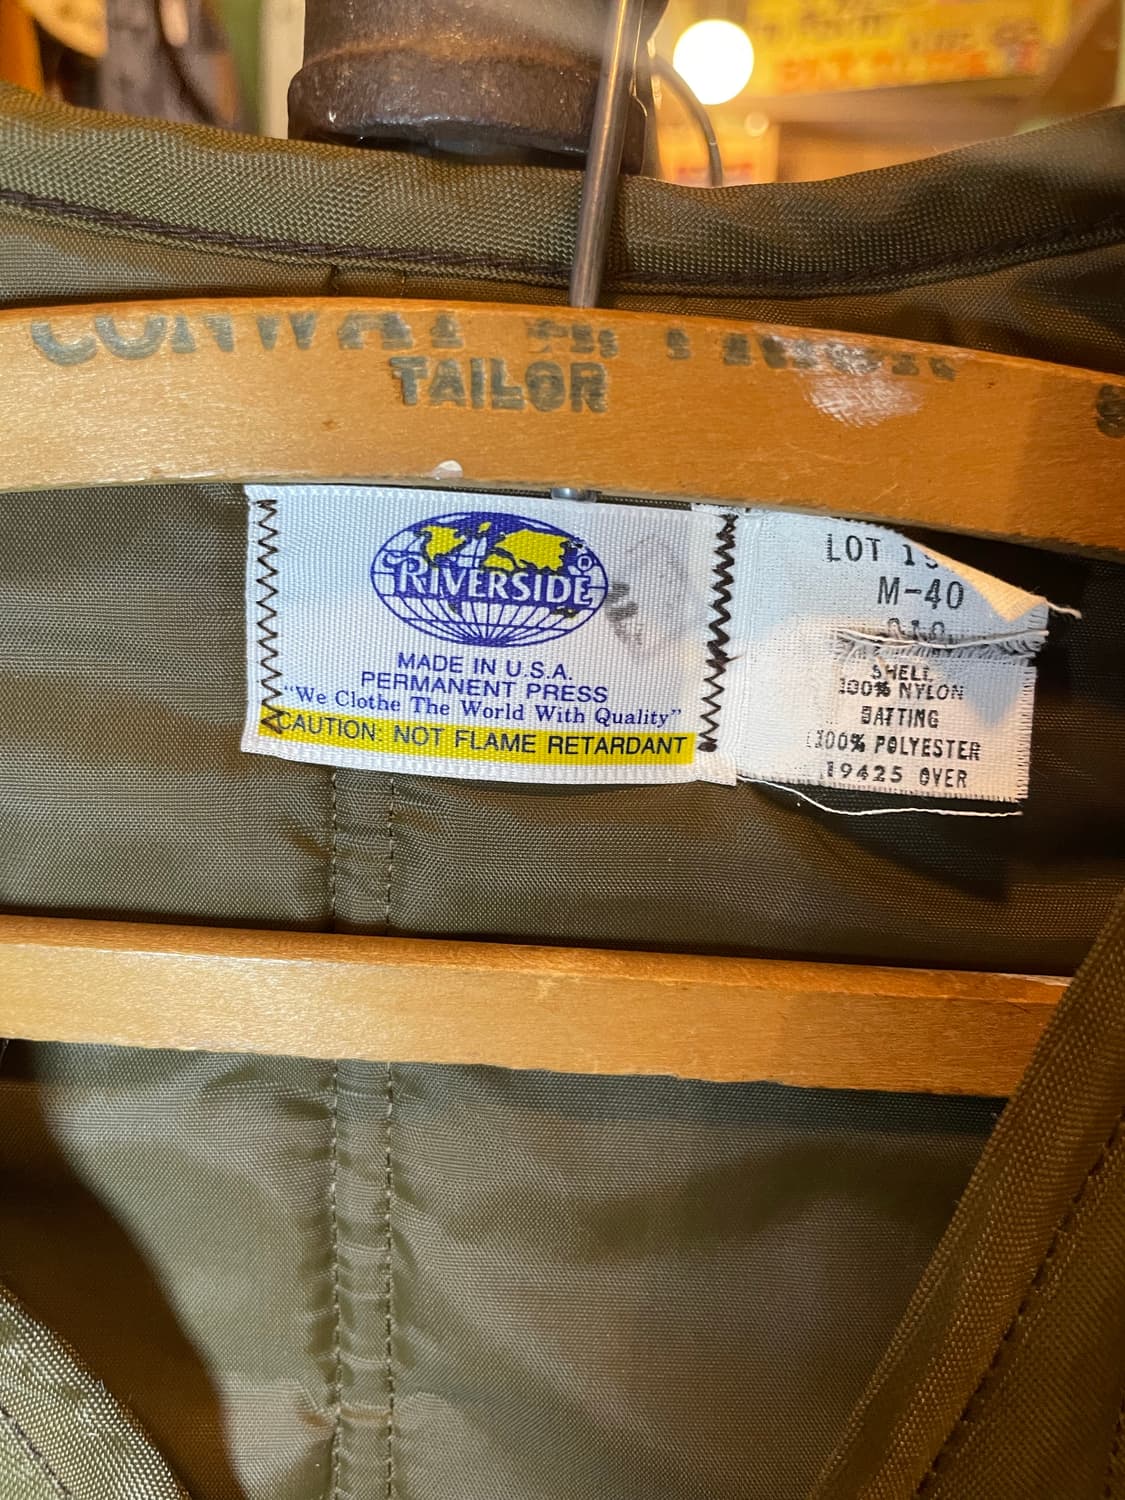 TAILOR
RIVERSIDE
MADE IN U.S.A.
PERMANENT PRESS
"We Clothe The World With Quality"
CAUTION: NOT FLAME RETARDANT
LOT
M-40
SHELL
100% NYLON
BATTING
100% POLYESTER
19425 OVER